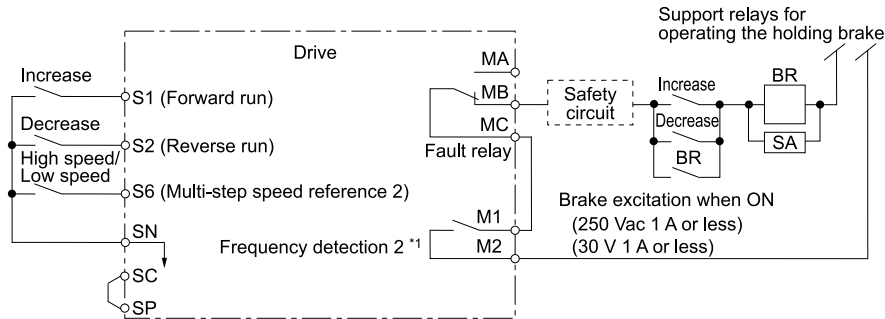 Support relays for
operating the holding brake
Drive
MA
Increase
S1 (Forward run)
MB
Safety
circuit
Increase
BR
Decrease
S2 (Reverse run)
MC
Fault relay
Decrease
SA
High speed/
Low speed
BR
S6 (Multi-step speed reference 2)
Brake excitation when ON
(250 Vac 1 A or less)
(30 V 1 A or less)
M1
SN
Frequency detection 2 *1
M2
SC
SP